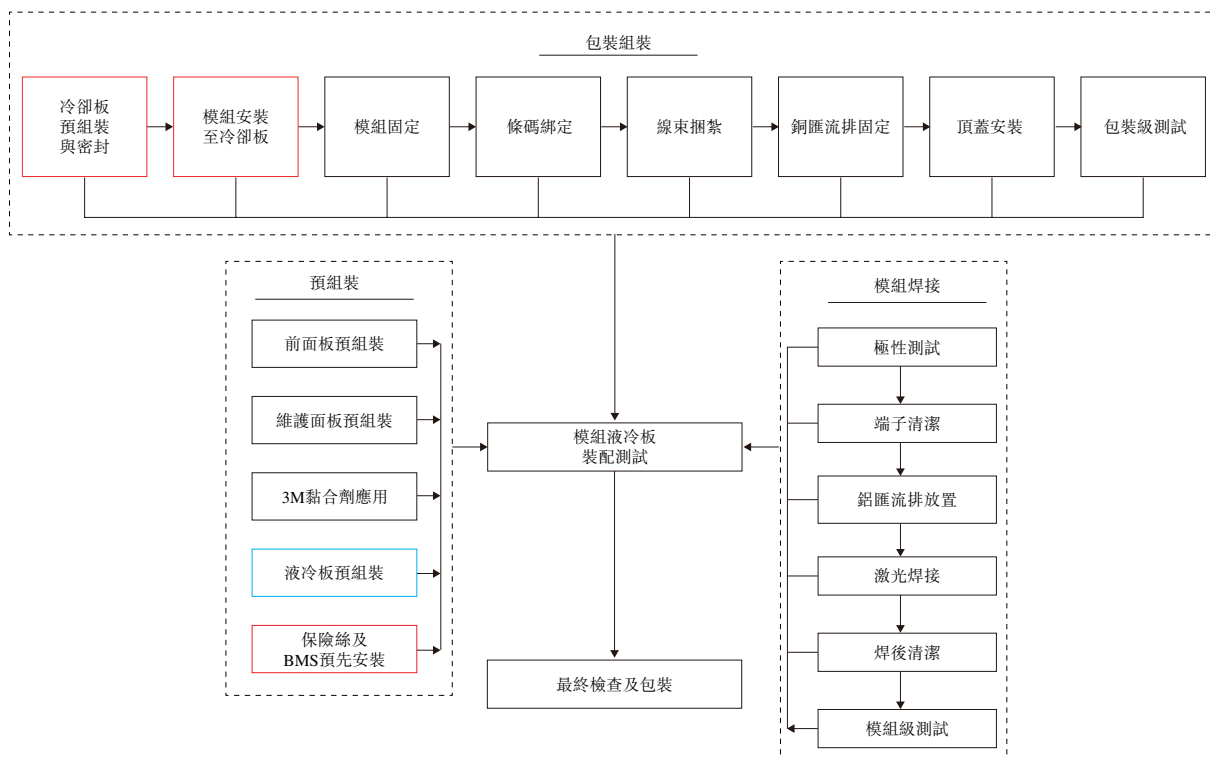 包裝組裝
冷卻板
預組裝
與密封
模組安裝
至冷卻板
模組固定
條碼綁定
線束捆紮
銅匯流排固定
頂蓋安裝
包裝級測試
預組裝
前面板預組裝
維護面板預組裝
3M黏合劑應用
液冷板預組裝
保險絲及
BMS預先安裝
模組液冷板
裝配測試
最終檢查及包裝
模組焊接
極性測試
端子清潔
鋁匯流排放置
激光焊接
焊後清潔
模組級測試